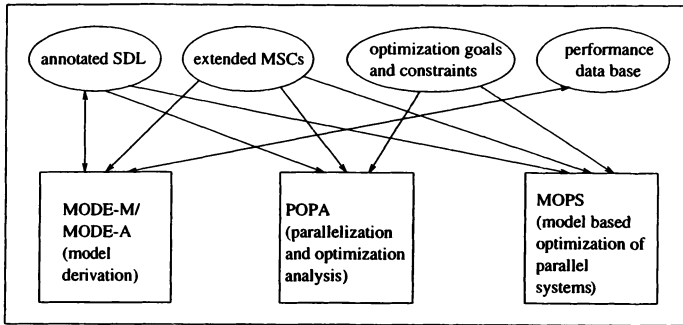 annotated SDL
extended MSCs
optimization goals
and constraints
performance
data base
MODE-M/
MODE-A
(model
derivation)
POPA
(parallelization
and optimization
analysis)
MOPS
(model based
optimization of
parallel
systems)